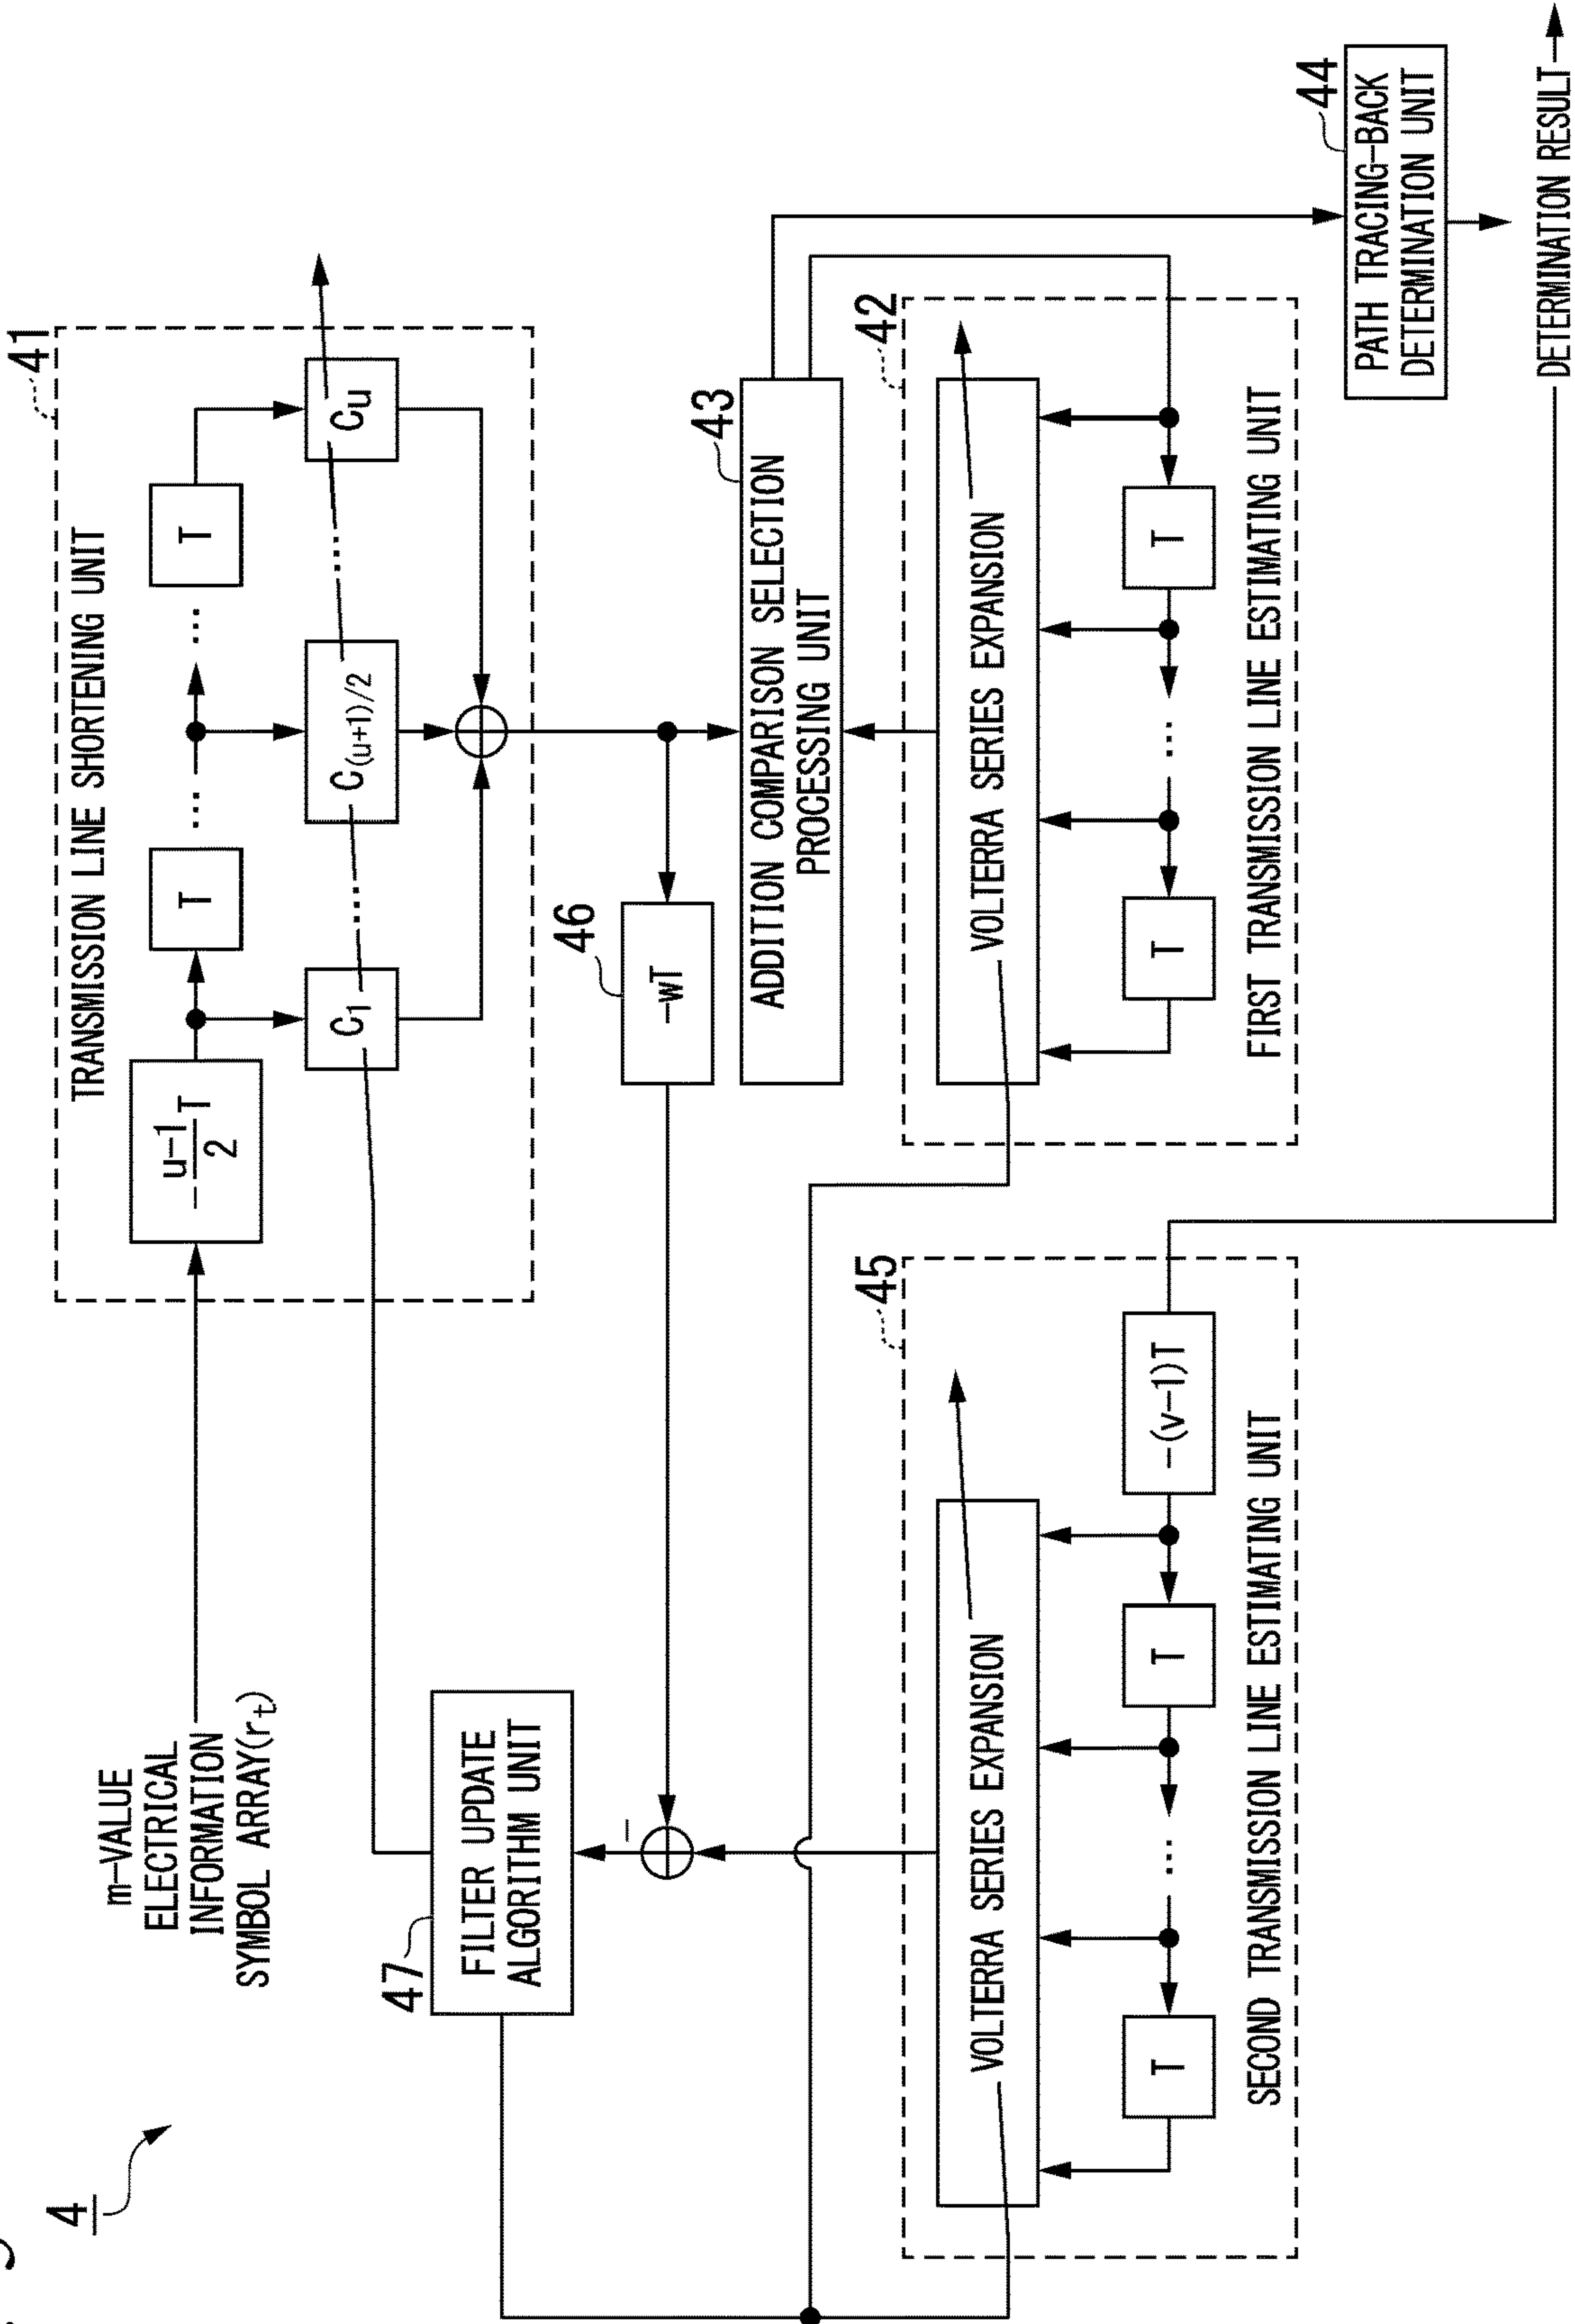 4
m-VALUE
ELECTRICAL
INFORMATION
SYMBOL ARRAY(rt)
41
TRANSMISSION LINE SHORTENING UNIT
-u-1/2 T
T
...
T
...
C1
C(u+1)/2
Cu
47
FILTER UPDATE
ALGORITHM UNIT
-
46
-wT
43
ADDITION COMPARISON SELECTION
PROCESSING UNIT
45
VOLTERRA SERIES EXPANSION
T
...
T
-(v-1)T
SECOND TRANSMISSION LINE ESTIMATING UNIT
42
VOLTERRA SERIES EXPANSION
T
...
T
FIRST TRANSMISSION LINE ESTIMATING UNIT
44
PATH TRACING-BACK
DETERMINATION UNIT
DETERMINATION RESULT